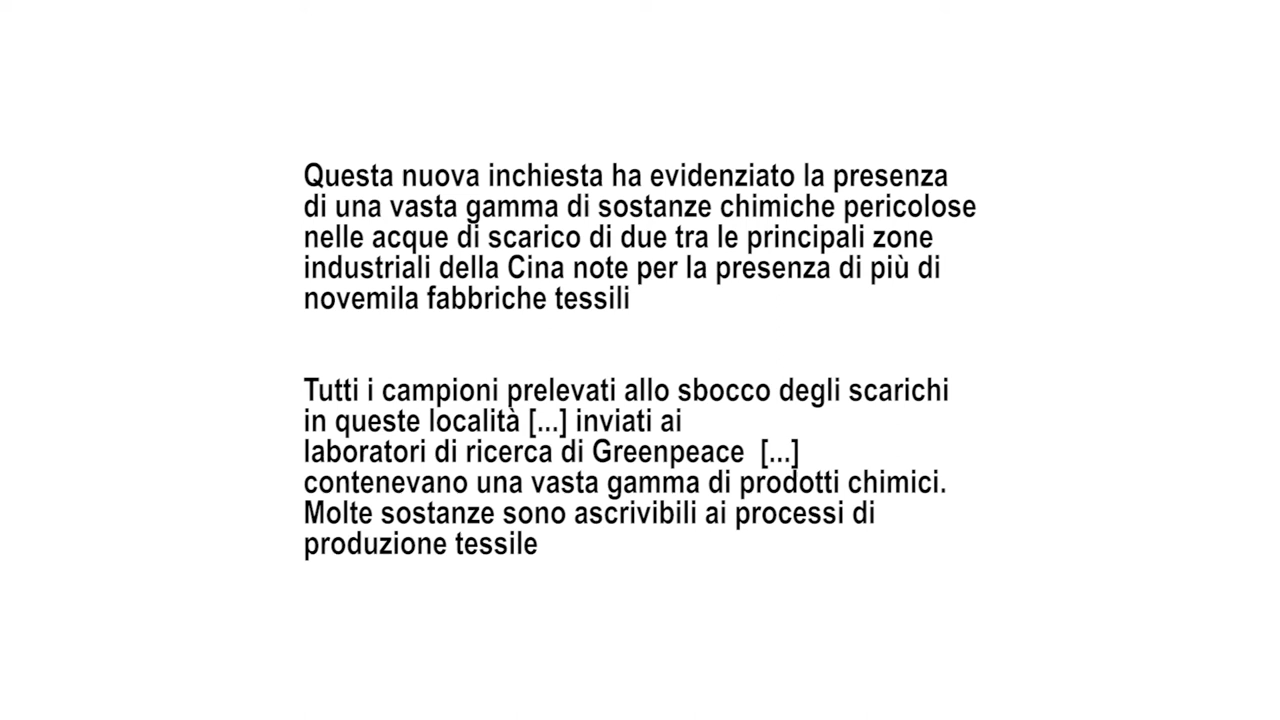 Questa nuova inchiesta ha evidenziato la presenza
di una vasta gamma di sostanze chimiche pericolose
nelle acque di scarico di due tra le principali zone
industriali della Cina note per la presenza di più di
novemila fabbriche tessili
Tutti i campioni prelevati allo sbocco degli scarichi
in queste località [...] inviati ai
laboratori di ricerca di Greenpeace [...]
contenevano una vasta gamma di prodotti chimici.
Molte sostanze sono ascrivibili ai processi di
produzione tessile